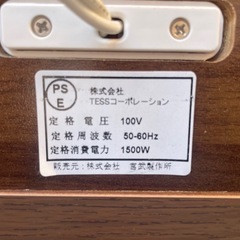 PS
E
株式会社
TESSコーポレーション
定格電圧 100V
定格周波数 50-60Hz
定格消費電力 1500W
販売元：株式会社 宮武製作所